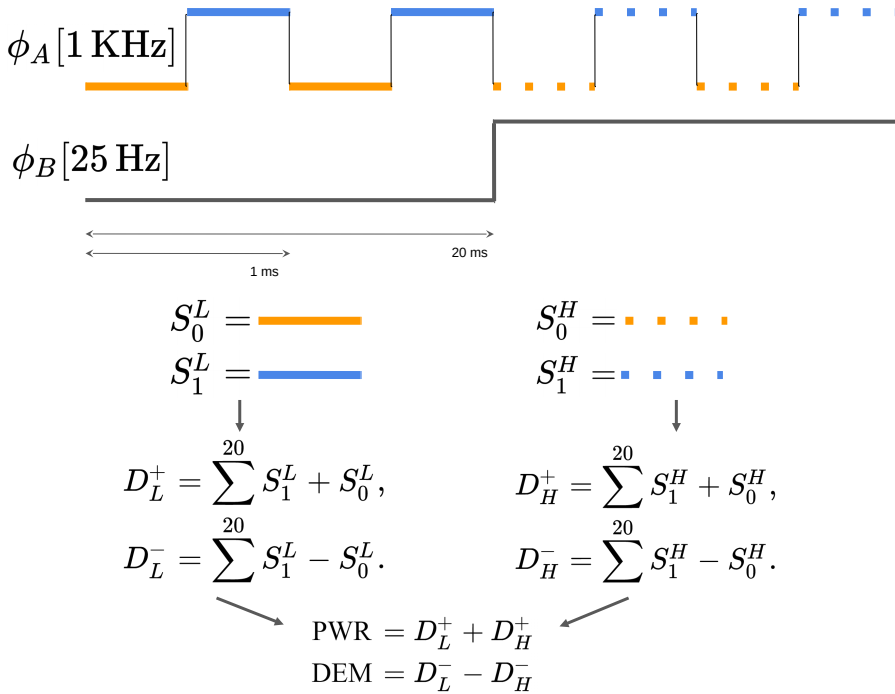 ϕ_A[1 KHz]
ϕ_B[25 Hz]
20 ms
1 ms
S_0^L =
S_0^H =
S_1^L =
S_1^H =
D_L^+ = ∑^{20} S_1^L + S_0^L,
D_H^+ = ∑^{20} S_1^H + S_0^H,
D_L^- = ∑^{20} S_1^L − S_0^L.
D_H^- = ∑^{20} S_1^H − S_0^H.
PWR = D_L^+ + D_H^+
DEM = D_L^- − D_H^-